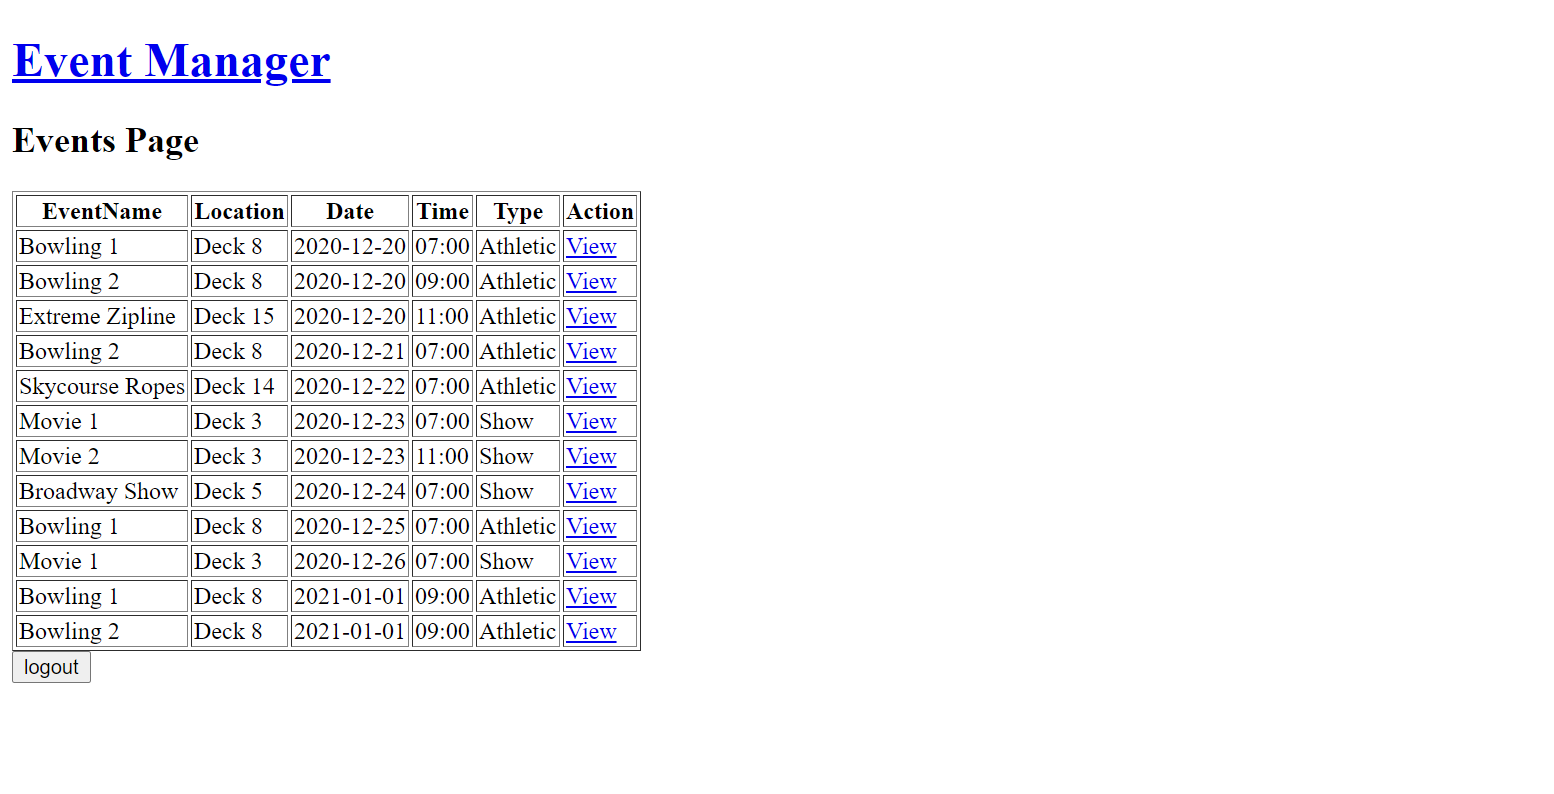 Event Manager
Events Page
EventName Location Date Time Type Action
Bowling 1 Deck 8 2020-12-20 07:00 Athletic View
Bowling 2 Deck 8 2020-12-20 09:00 Athletic View
Extreme Zipline Deck 15 2020-12-20 11:00 Athletic View
Bowling 2 Deck 8 2020-12-21 07:00 Athletic View
Skycourse Ropes Deck 14 2020-12-22 07:00 Athletic View
Movie 1 Deck 3 2020-12-23 07:00 Show View
Movie 2 Deck 3 2020-12-23 11:00 Show View
Broadway Show Deck 5 2020-12-24 07:00 Show View
Bowling 1 Deck 8 2020-12-25 07:00 Athletic View
Movie 1 Deck 3 2020-12-26 07:00 Show View
Bowling 1 Deck 8 2021-01-01 09:00 Athletic View
Bowling 2 Deck 8 2021-01-01 09:00 Athletic View
logout